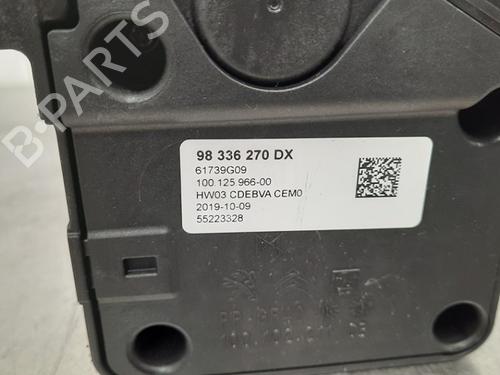 B-PARTS
98 336 270 DX
61739G09
100 125 966-00
HW03 CDEBVA CEM0
2019-10-09
55223328